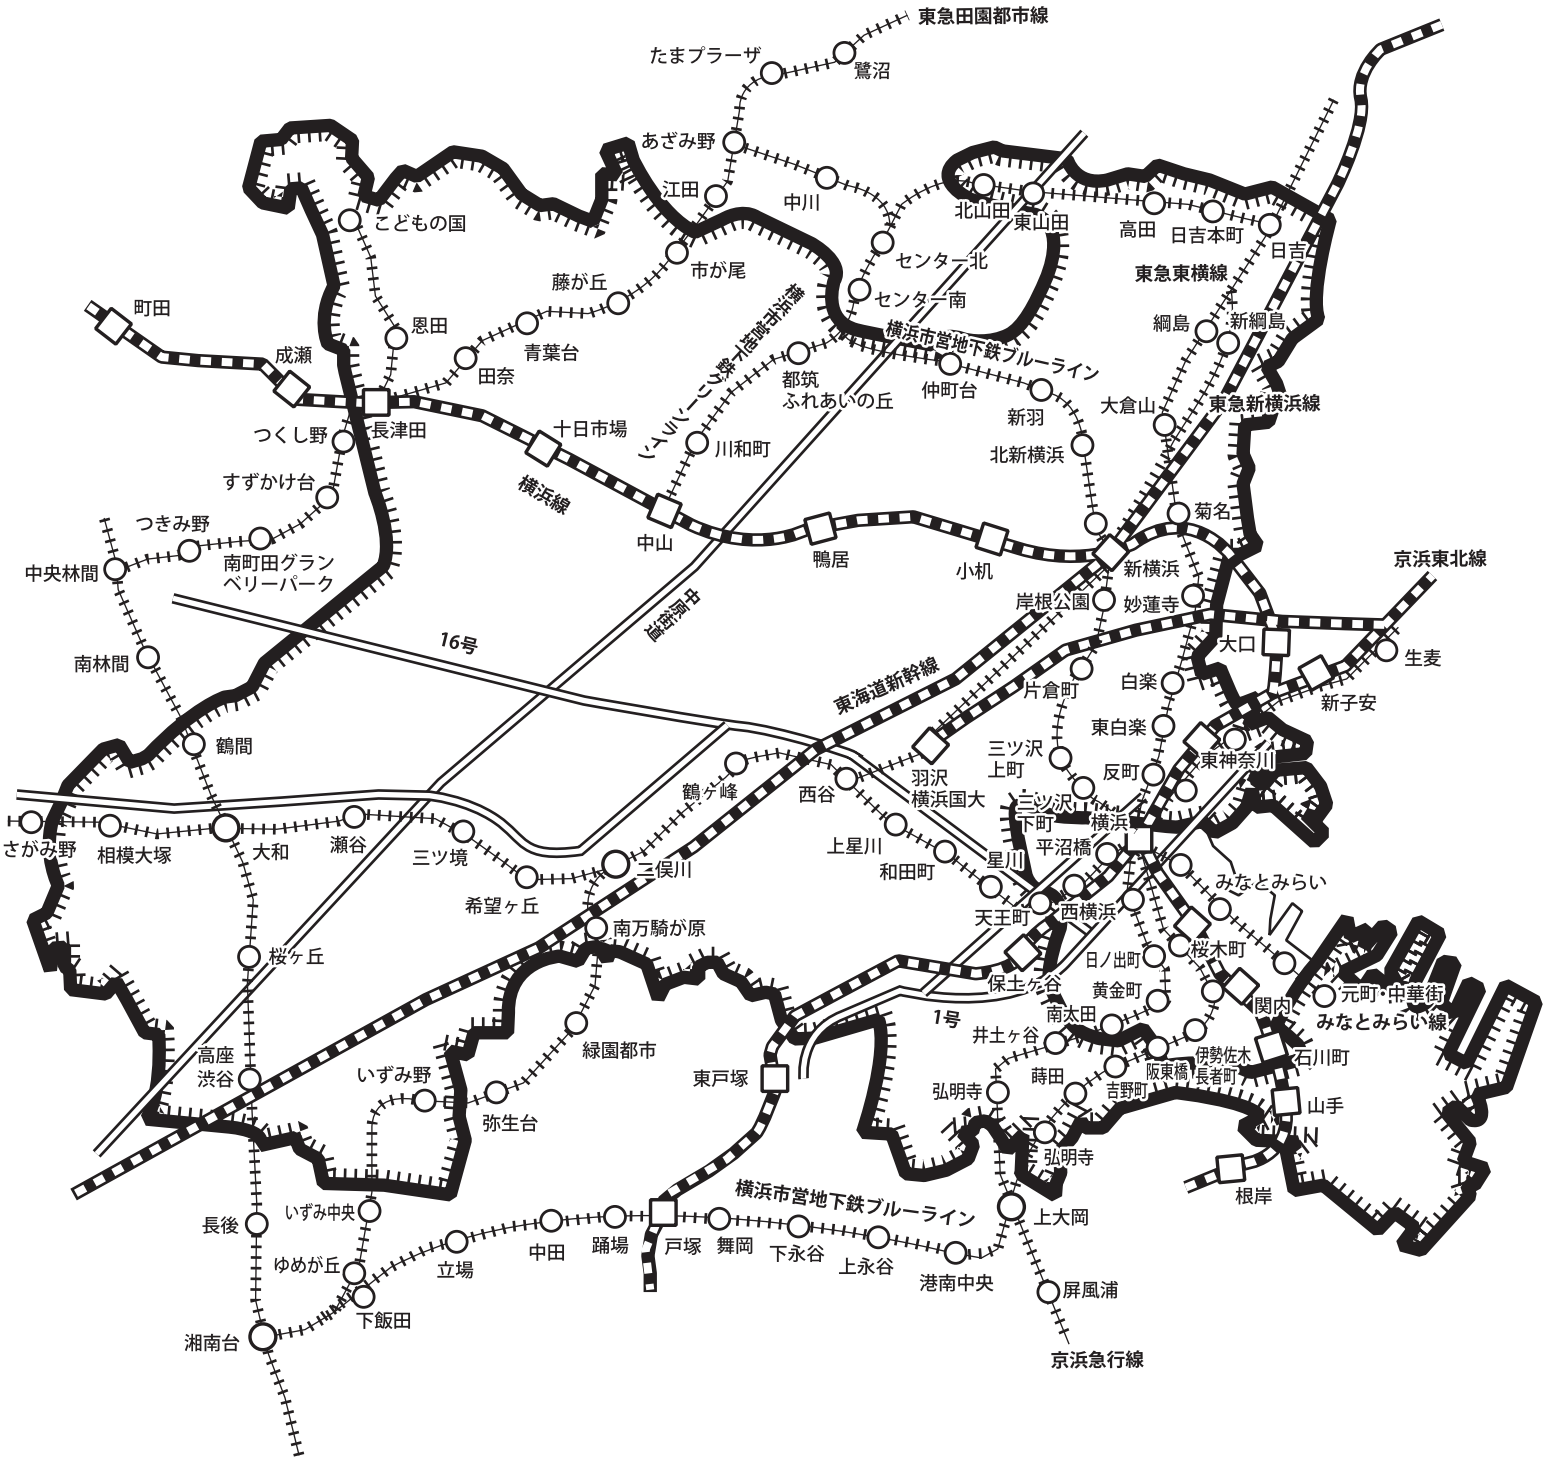 東急田園都市線
たまプラーザ
鷺沼
あざみ野
江田
中川
北山田
東山田
高田
日吉本町
日吉
こどもの国
市が尾
センター北
東急東横線
藤が丘
センター南
町田
恩田
青葉台
綱島
新綱島
横浜市営地下鉄グリーンライン
横浜市営地下鉄ブルーライン
成瀬
田奈
都筑
ふれあいの丘
仲町台
新羽
大倉山
東急新横浜線
つくし野
長津田
十日市場
川和町
北新横浜
すずかけ台
横浜線
つきみ野
菊名
中央林間
南町田グラン
ベリーパーク
中山
鴨居
小机
新横浜
京浜東北線
岸根公園
妙蓮寺
中原街道
16号
大口
生麦
南林間
片倉町
白楽
新子安
東海道新幹線
東白楽
鶴間
三ツ沢
上町
反町
東神奈川
羽沢
横浜国大
鶴ヶ峰
西谷
三ツ沢
下町
横浜
さがみ野
相模大塚
大和
瀬谷
三ツ境
二俣川
上星川
和田町
星川
平沼橋
みなとみらい
希望ヶ丘
天王町
西横浜
南万騎が原
桜ヶ丘
日ノ出町
桜木町
保土ヶ谷
黄金町
関内
元町・中華街
みなとみらい線
1号
南太田
井土ヶ谷
緑園都市
高座
渋谷
いずみ野
東戸塚
弥生台
弘明寺
蒔田
吉野町
阪東橋
伊勢佐木
長者町
石川町
山手
弘明寺
根岸
横浜市営地下鉄ブルーライン
長後
いずみ中央
上大岡
ゆめが丘
立場
中田
踊場
戸塚
舞岡
下永谷
上永谷
港南中央
屏風浦
下飯田
湘南台
京浜急行線